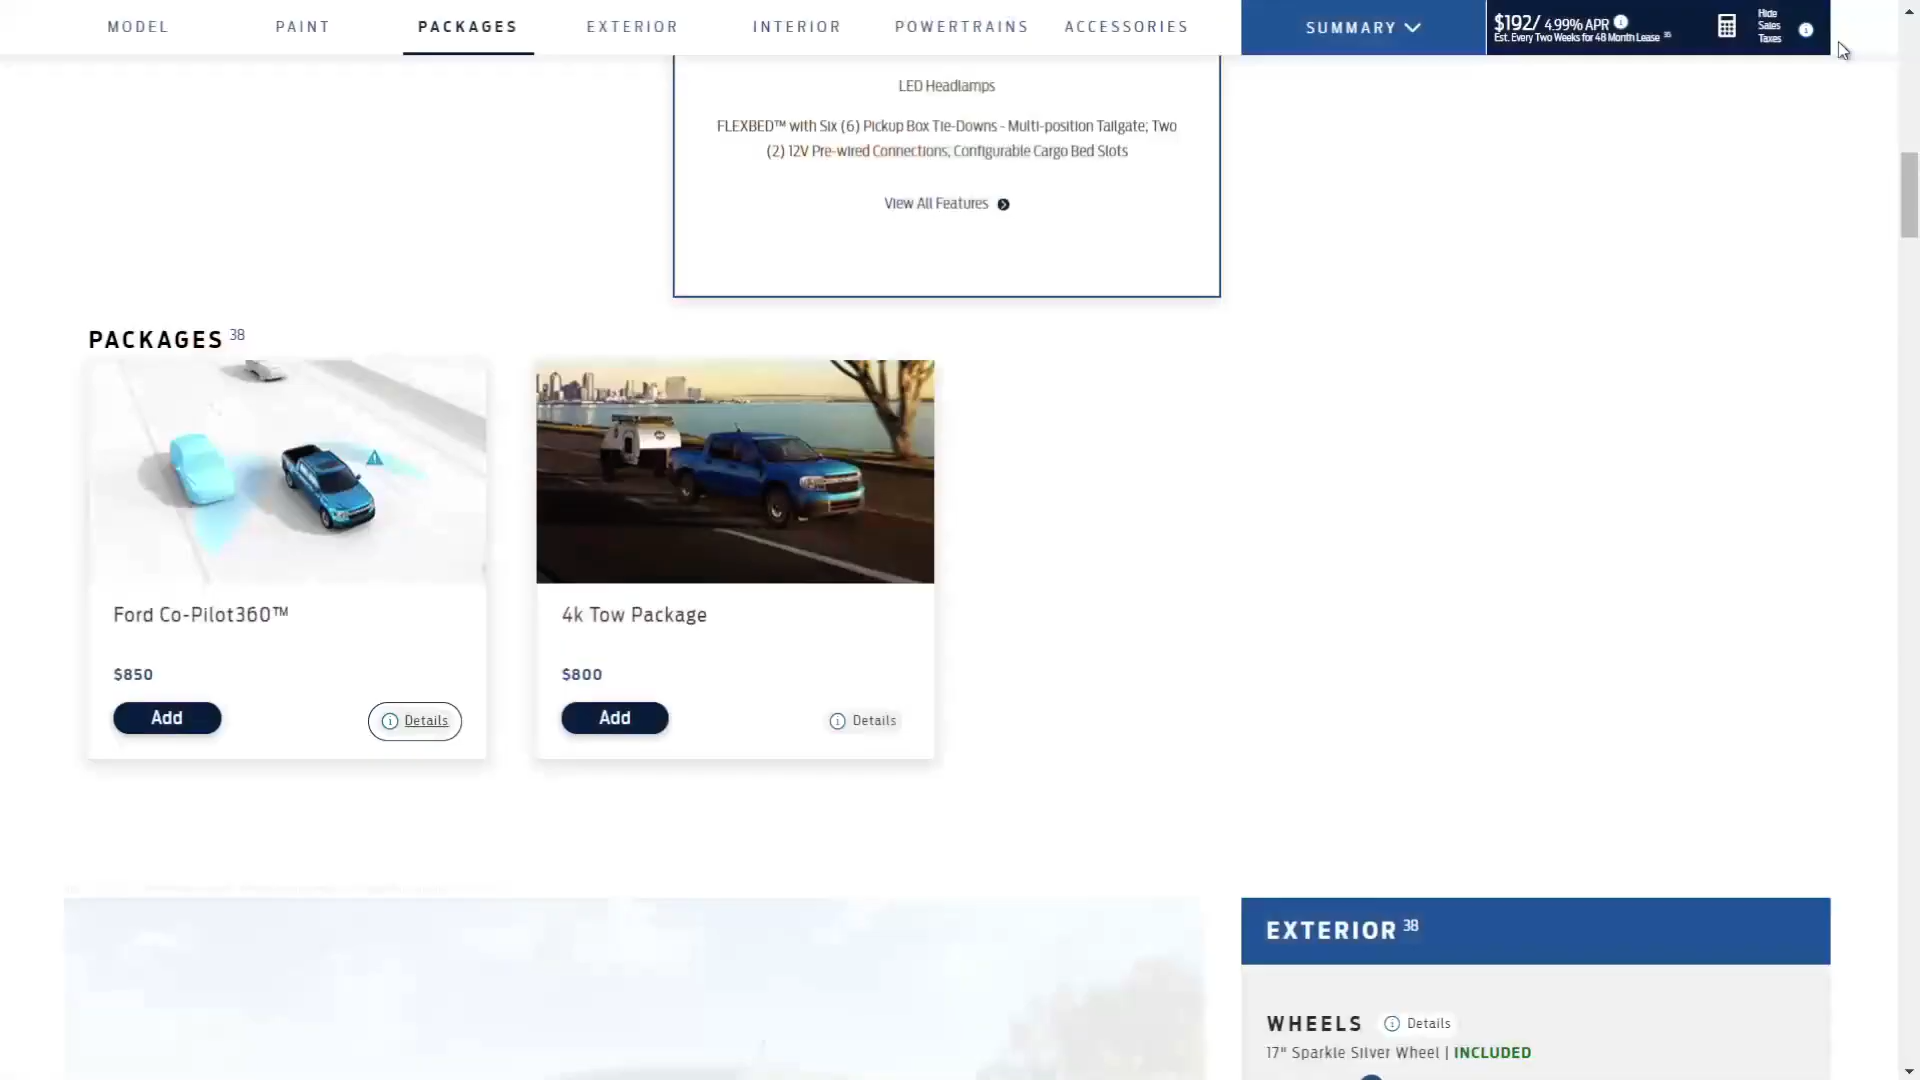 MODEL
PAINT
PACKAGES
EXTERIOR
INTERIOR
POWERTRAINS
ACCESSORIES
SUMMARY
$192/ 4.99% APR
Est. Every Two Weeks for 48 Month Lease 35
Hide
Sales
Taxes
LED Headlamps
FLEXBED™ with Six (6) Pickup Box Tie-Downs - Multi-position Tailgate; Two
(2) 12V Pre-wired Connections, Configurable Cargo Bed Slots
View All Features
PACKAGES 38
Ford Co-Pilot360™
$850
Add
Details
4k Tow Package
$800
Add
Details
EXTERIOR 38
WHEELS
Details
17" Sparkle Silver Wheel | INCLUDED